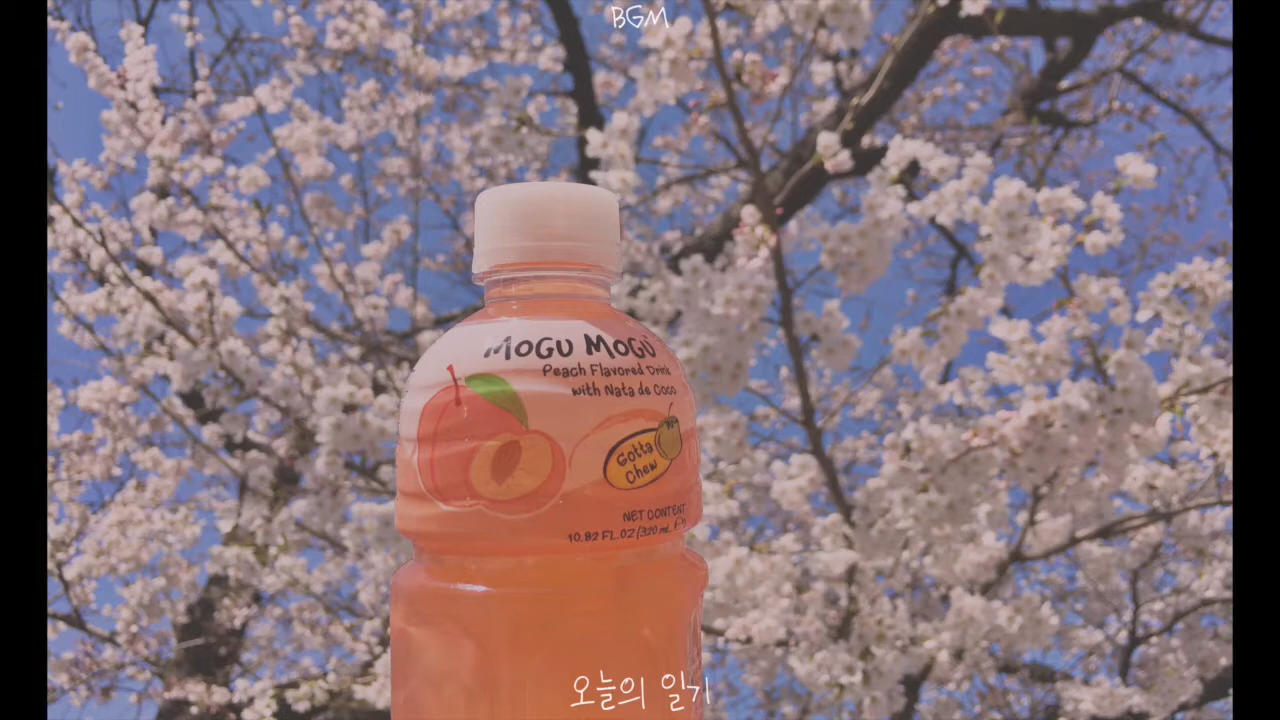 BGM
MOGU MOGU
Peach Flavored Drink
with Nata de Coco
Gotta
Chew
NET CONTENT
10.82 FL.OZ (320 mL
오늘의 일기